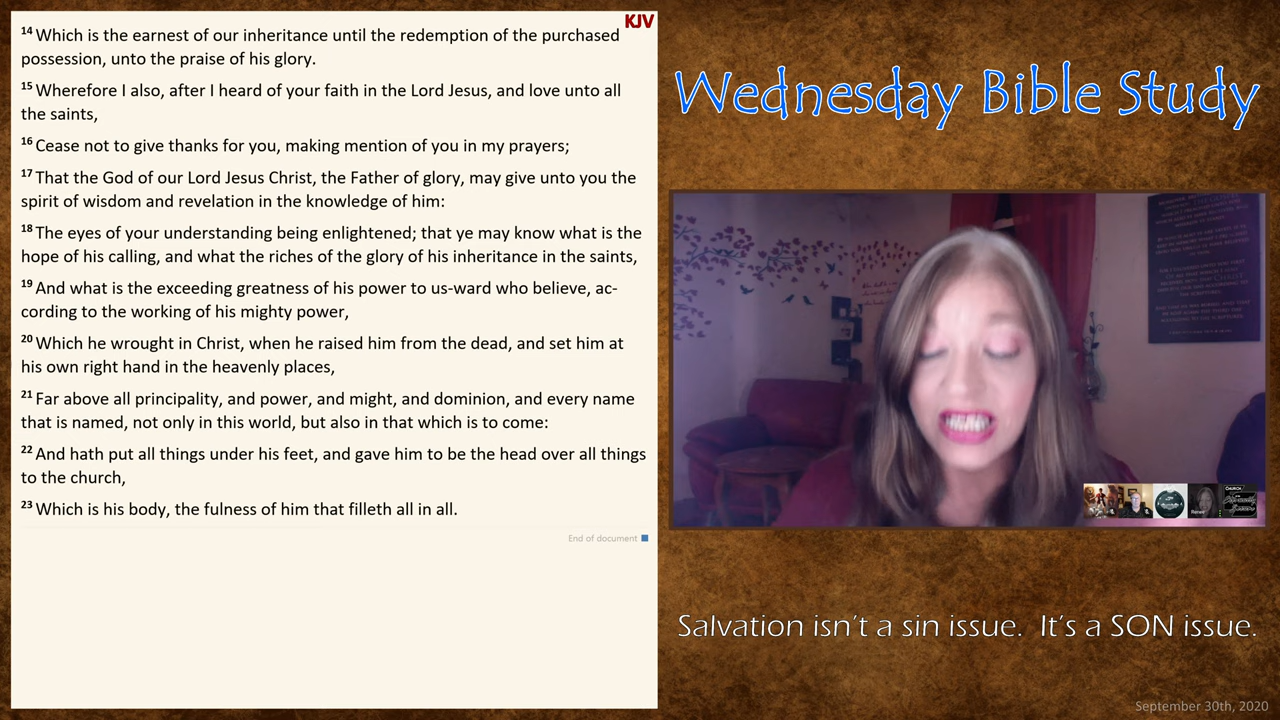 KJV
14 Which is the earnest of our inheritance until the redemption of the purchased
possession, unto the praise of his glory.
15 Wherefore I also, after I heard of your faith in the Lord Jesus, and love unto all
the saints,
16 Cease not to give thanks for you, making mention of you in my prayers;
17 That the God of our Lord Jesus Christ, the Father of glory, may give unto you the
spirit of wisdom and revelation in the knowledge of him:
18 The eyes of your understanding being enlightened; that ye may know what is the
hope of his calling, and what the riches of the glory of his inheritance in the saints,
19 And what is the exceeding greatness of his power to us-ward who believe, ac-
cording to the working of his mighty power,
20 Which he wrought in Christ, when he raised him from the dead, and set him at
his own right hand in the heavenly places,
21 Far above all principality, and power, and might, and dominion, and every name
that is named, not only in this world, but also in that which is to come:
22 And hath put all things under his feet, and gave him to be the head over all things
to the church,
23 Which is his body, the fulness of him that filleth all in all.
End of document
Wednesday Bible Study
CHURCH
Salvation isn't a sin issue. It's a SON issue.
September 30th, 2020